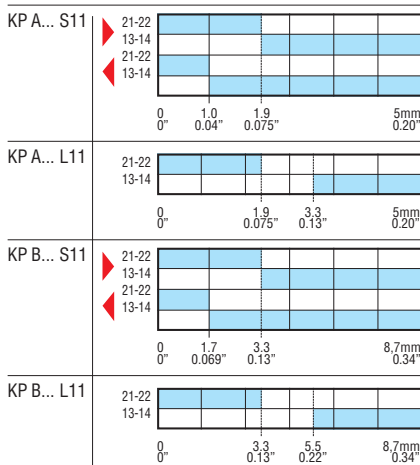 KP A... S11
21-22
13-14
21-22
13-14
0 1.0 1.9 5mm
0” 0.04” 0.075” 0.20”
KP A... L11
21-22
13-14
0 1.9 3.3 5mm
0” 0.075” 0.13” 0.20”
KP B... S11
21-22
13-14
21-22
13-14
0 1.7 3.3 8,7mm
0” 0.069” 0.13” 0.34”
KP B... L11
21-22
13-14
0 3.3 5.5 8,7mm
0” 0.13” 0.22” 0.34”